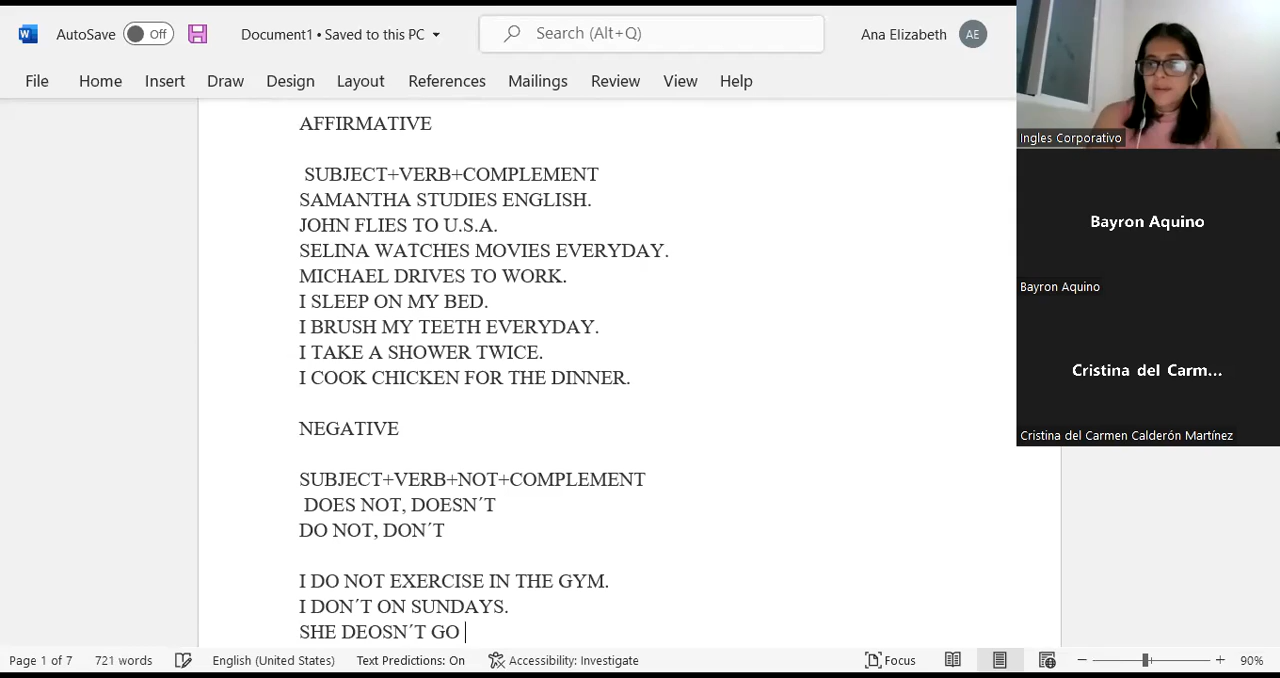 AutoSave Off Document1 • Saved to this PC Search (Alt+Q) Ana Elizabeth AE
File Home Insert Draw Design Layout References Mailings Review View Help
AFFIRMATIVE
SUBJECT+VERB+COMPLEMENT
SAMANTHA STUDIES ENGLISH.
JOHN FLIES TO U.S.A.
SELINA WATCHES MOVIES EVERYDAY.
MICHAEL DRIVES TO WORK.
I SLEEP ON MY BED.
I BRUSH MY TEETH EVERYDAY.
I TAKE A SHOWER TWICE.
I COOK CHICKEN FOR THE DINNER.
NEGATIVE
SUBJECT+VERB+NOT+COMPLEMENT
DOES NOT, DOESN´T
DO NOT, DON´T
I DO NOT EXERCISE IN THE GYM.
I DON´T ON SUNDAYS.
SHE DEOSN´T GO
Ingles Corporativo
Bayron Aquino
Bayron Aquino
Cristina del Carm...
Cristina del Carmen Calderón Martínez
Page 1 of 7 721 words English (United States) Text Predictions: On Accessibility: Investigate Focus 90%